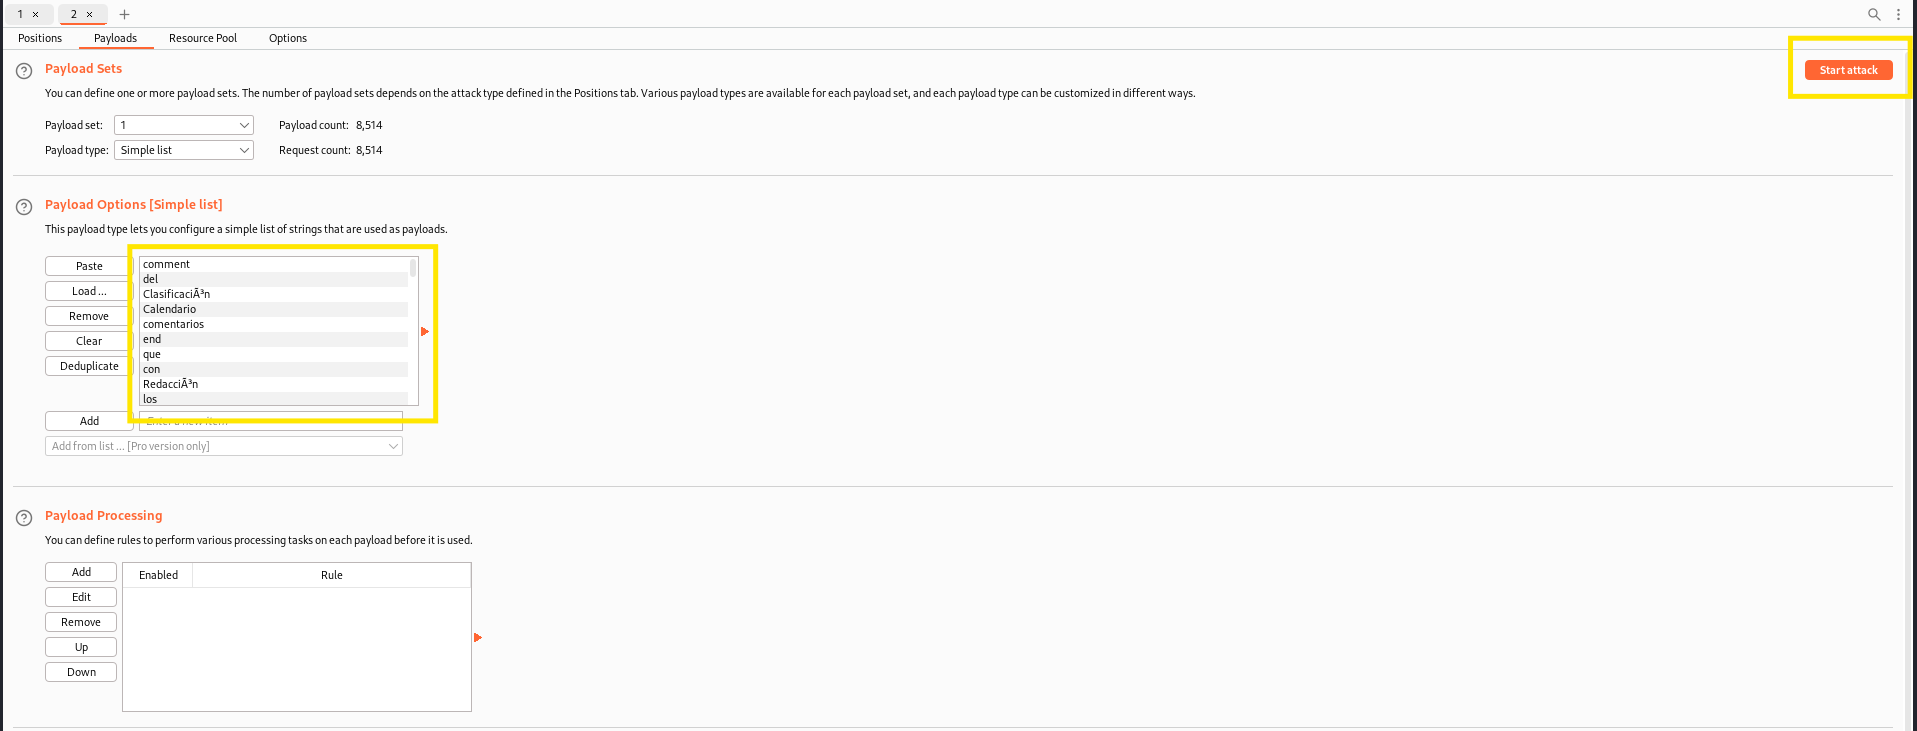 1 × 2 × +
Positions Payloads Resource Pool Options
? Payload Sets
Start attack
You can define one or more payload sets. The number of payload sets depends on the attack type defined in the Positions tab. Various payload types are available for each payload set, and each payload type can be customized in different ways.
Payload set: 1 Payload count: 8,514
Payload type: Simple list Request count: 8,514
? Payload Options [Simple list]
This payload type lets you configure a simple list of strings that are used as payloads.
Paste
Load ...
Remove
Clear
Deduplicate
comment
del
ClasificaciÃ³n
Calendario
comentarios
end
que
con
RedacciÃ³n
los
Add Enter a new item
Add from list ... [Pro version only]
? Payload Processing
You can define rules to perform various processing tasks on each payload before it is used.
Add
Edit
Remove
Up
Down
Enabled Rule